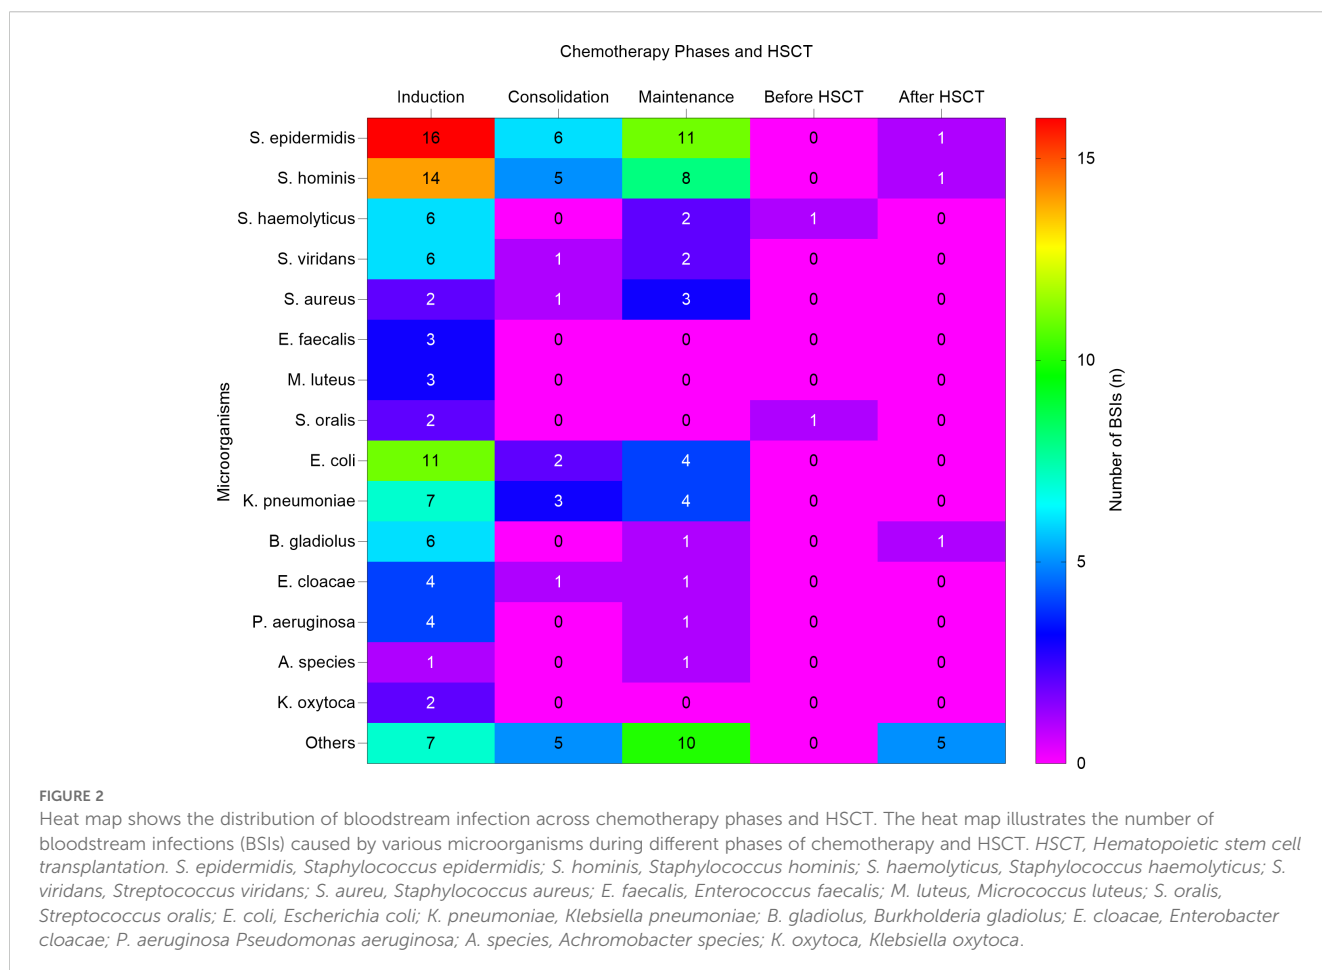 Chemotherapy Phases and HSCT
Induction Consolidation Maintenance Before HSCT After HSCT
S. epidermidis 16 6 11 0 1
S. hominis 14 5 8 0 1
S. haemolyticus 6 0 2 1 0
S. viridans 6 1 2 0 0
S. aureus 2 1 3 0 0
E. faecalis 3 0 0 0 0
M. luteus 3 0 0 0 0
S. oralis 2 0 0 1 0
E. coli 11 2 4 0 0
K. pneumoniae 7 3 4 0 0
B. gladiolus 6 0 1 0 1
E. cloacae 4 1 1 0 0
P. aeruginosa 4 0 1 0 0
A. species 1 0 1 0 0
K. oxytoca 2 0 0 0 0
Others 7 5 10 0 5
Microorganisms
15
10
5
0
Number of BSIs (n)
FIGURE 2
Heat map shows the distribution of bloodstream infection across chemotherapy phases and HSCT. The heat map illustrates the number of
bloodstream infections (BSIs) caused by various microorganisms during different phases of chemotherapy and HSCT. HSCT, Hematopoietic stem cell
transplantation. S. epidermidis, Staphylococcus epidermidis; S. hominis, Staphylococcus hominis; S. haemolyticus, Staphylococcus haemolyticus; S.
viridans, Streptococcus viridans; S. aureu, Staphylococcus aureus; E. faecalis, Enterococcus faecalis; M. luteus, Micrococcus luteus; S. oralis,
Streptococcus oralis; E. coli, Escherichia coli; K. pneumoniae, Klebsiella pneumoniae; B. gladiolus, Burkholderia gladiolus; E. cloacae, Enterobacter
cloacae; P. aeruginosa Pseudomonas aeruginosa; A. species, Achromobacter species; K. oxytoca, Klebsiella oxytoca.